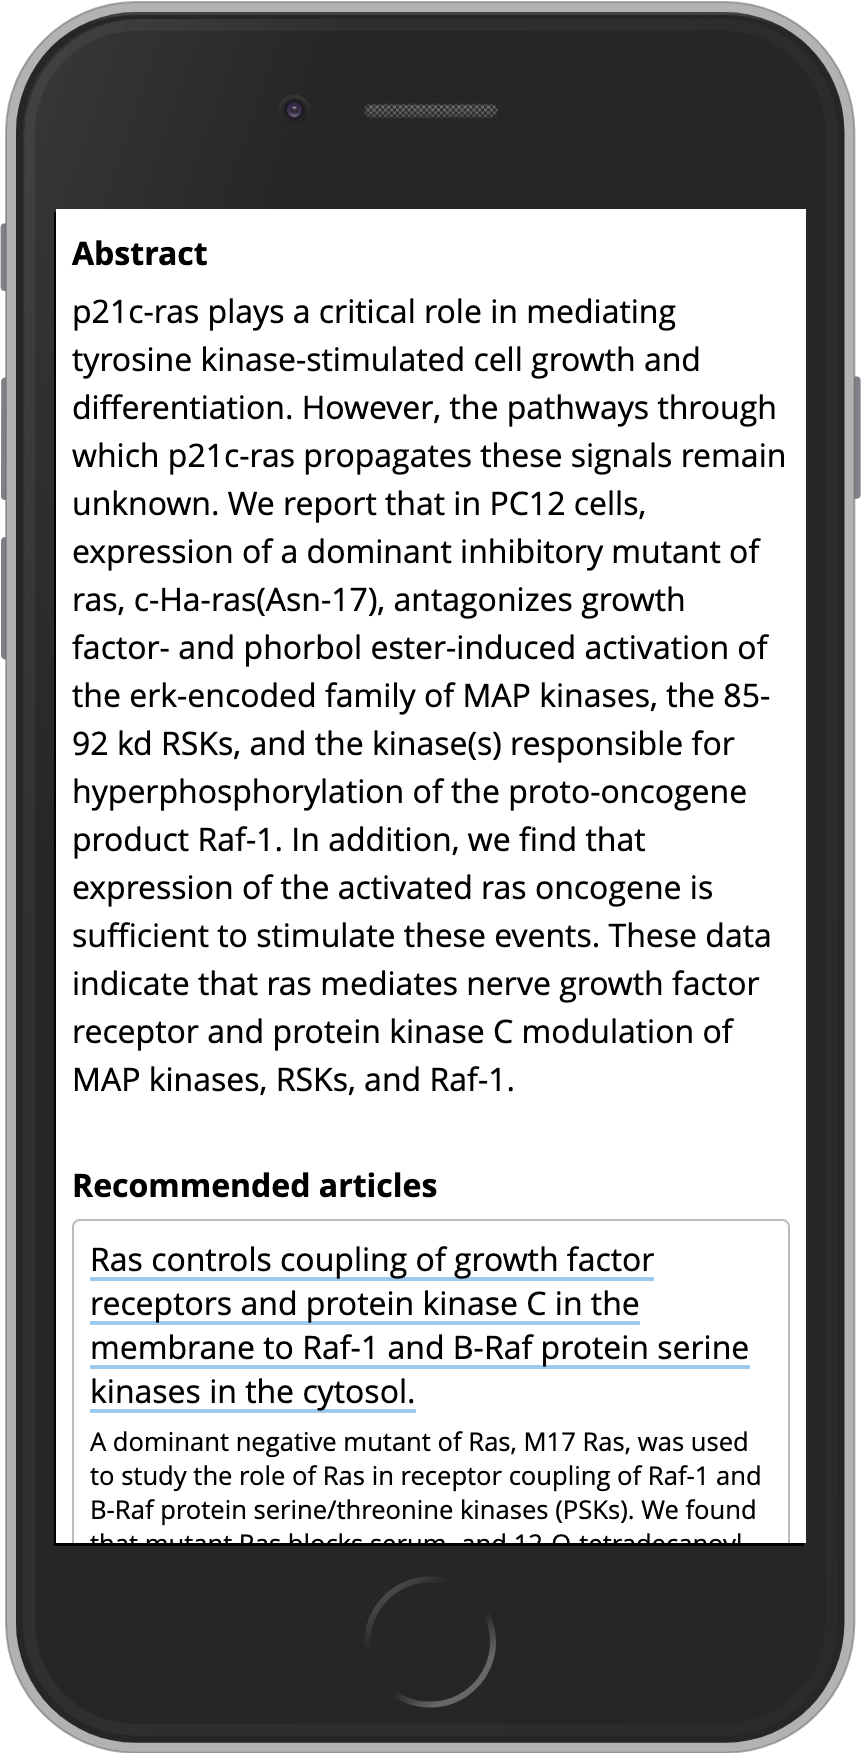 Abstract
p21c-ras plays a critical role in mediating
tyrosine kinase-stimulated cell growth and
differentiation. However, the pathways through
which p21c-ras propagates these signals remain
unknown. We report that in PC12 cells,
expression of a dominant inhibitory mutant of
ras, c-Ha-ras(Asn-17), antagonizes growth
factor- and phorbol ester-induced activation of
the erk-encoded family of MAP kinases, the 85-
92 kd RSKs, and the kinase(s) responsible for
hyperphosphorylation of the proto-oncogene
product Raf-1. In addition, we find that
expression of the activated ras oncogene is
sufficient to stimulate these events. These data
indicate that ras mediates nerve growth factor
receptor and protein kinase C modulation of
MAP kinases, RSKs, and Raf-1.
Recommended articles
Ras controls coupling of growth factor
receptors and protein kinase C in the
membrane to Raf-1 and B-Raf protein serine
kinases in the cytosol.
A dominant negative mutant of Ras, M17 Ras, was used
to study the role of Ras in receptor coupling of Raf-1 and
B-Raf protein serine/threonine kinases (PSKs). We found
that mutant Ras blocks serum- and 12-O-tetradecanoyl